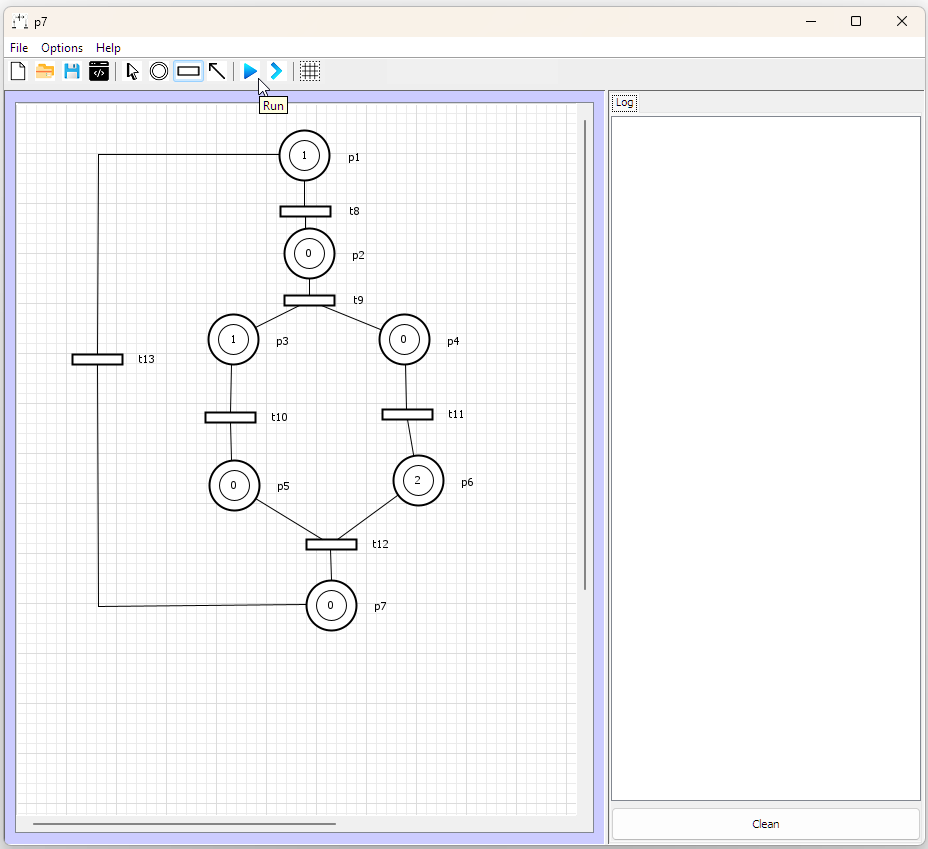 p7
File Options Help
Run
Log
1 p1
t8
0 p2
t9
1 p3
0 p4
t13
t10
t11
0 p5
2 p6
t12
0 p7
Clean